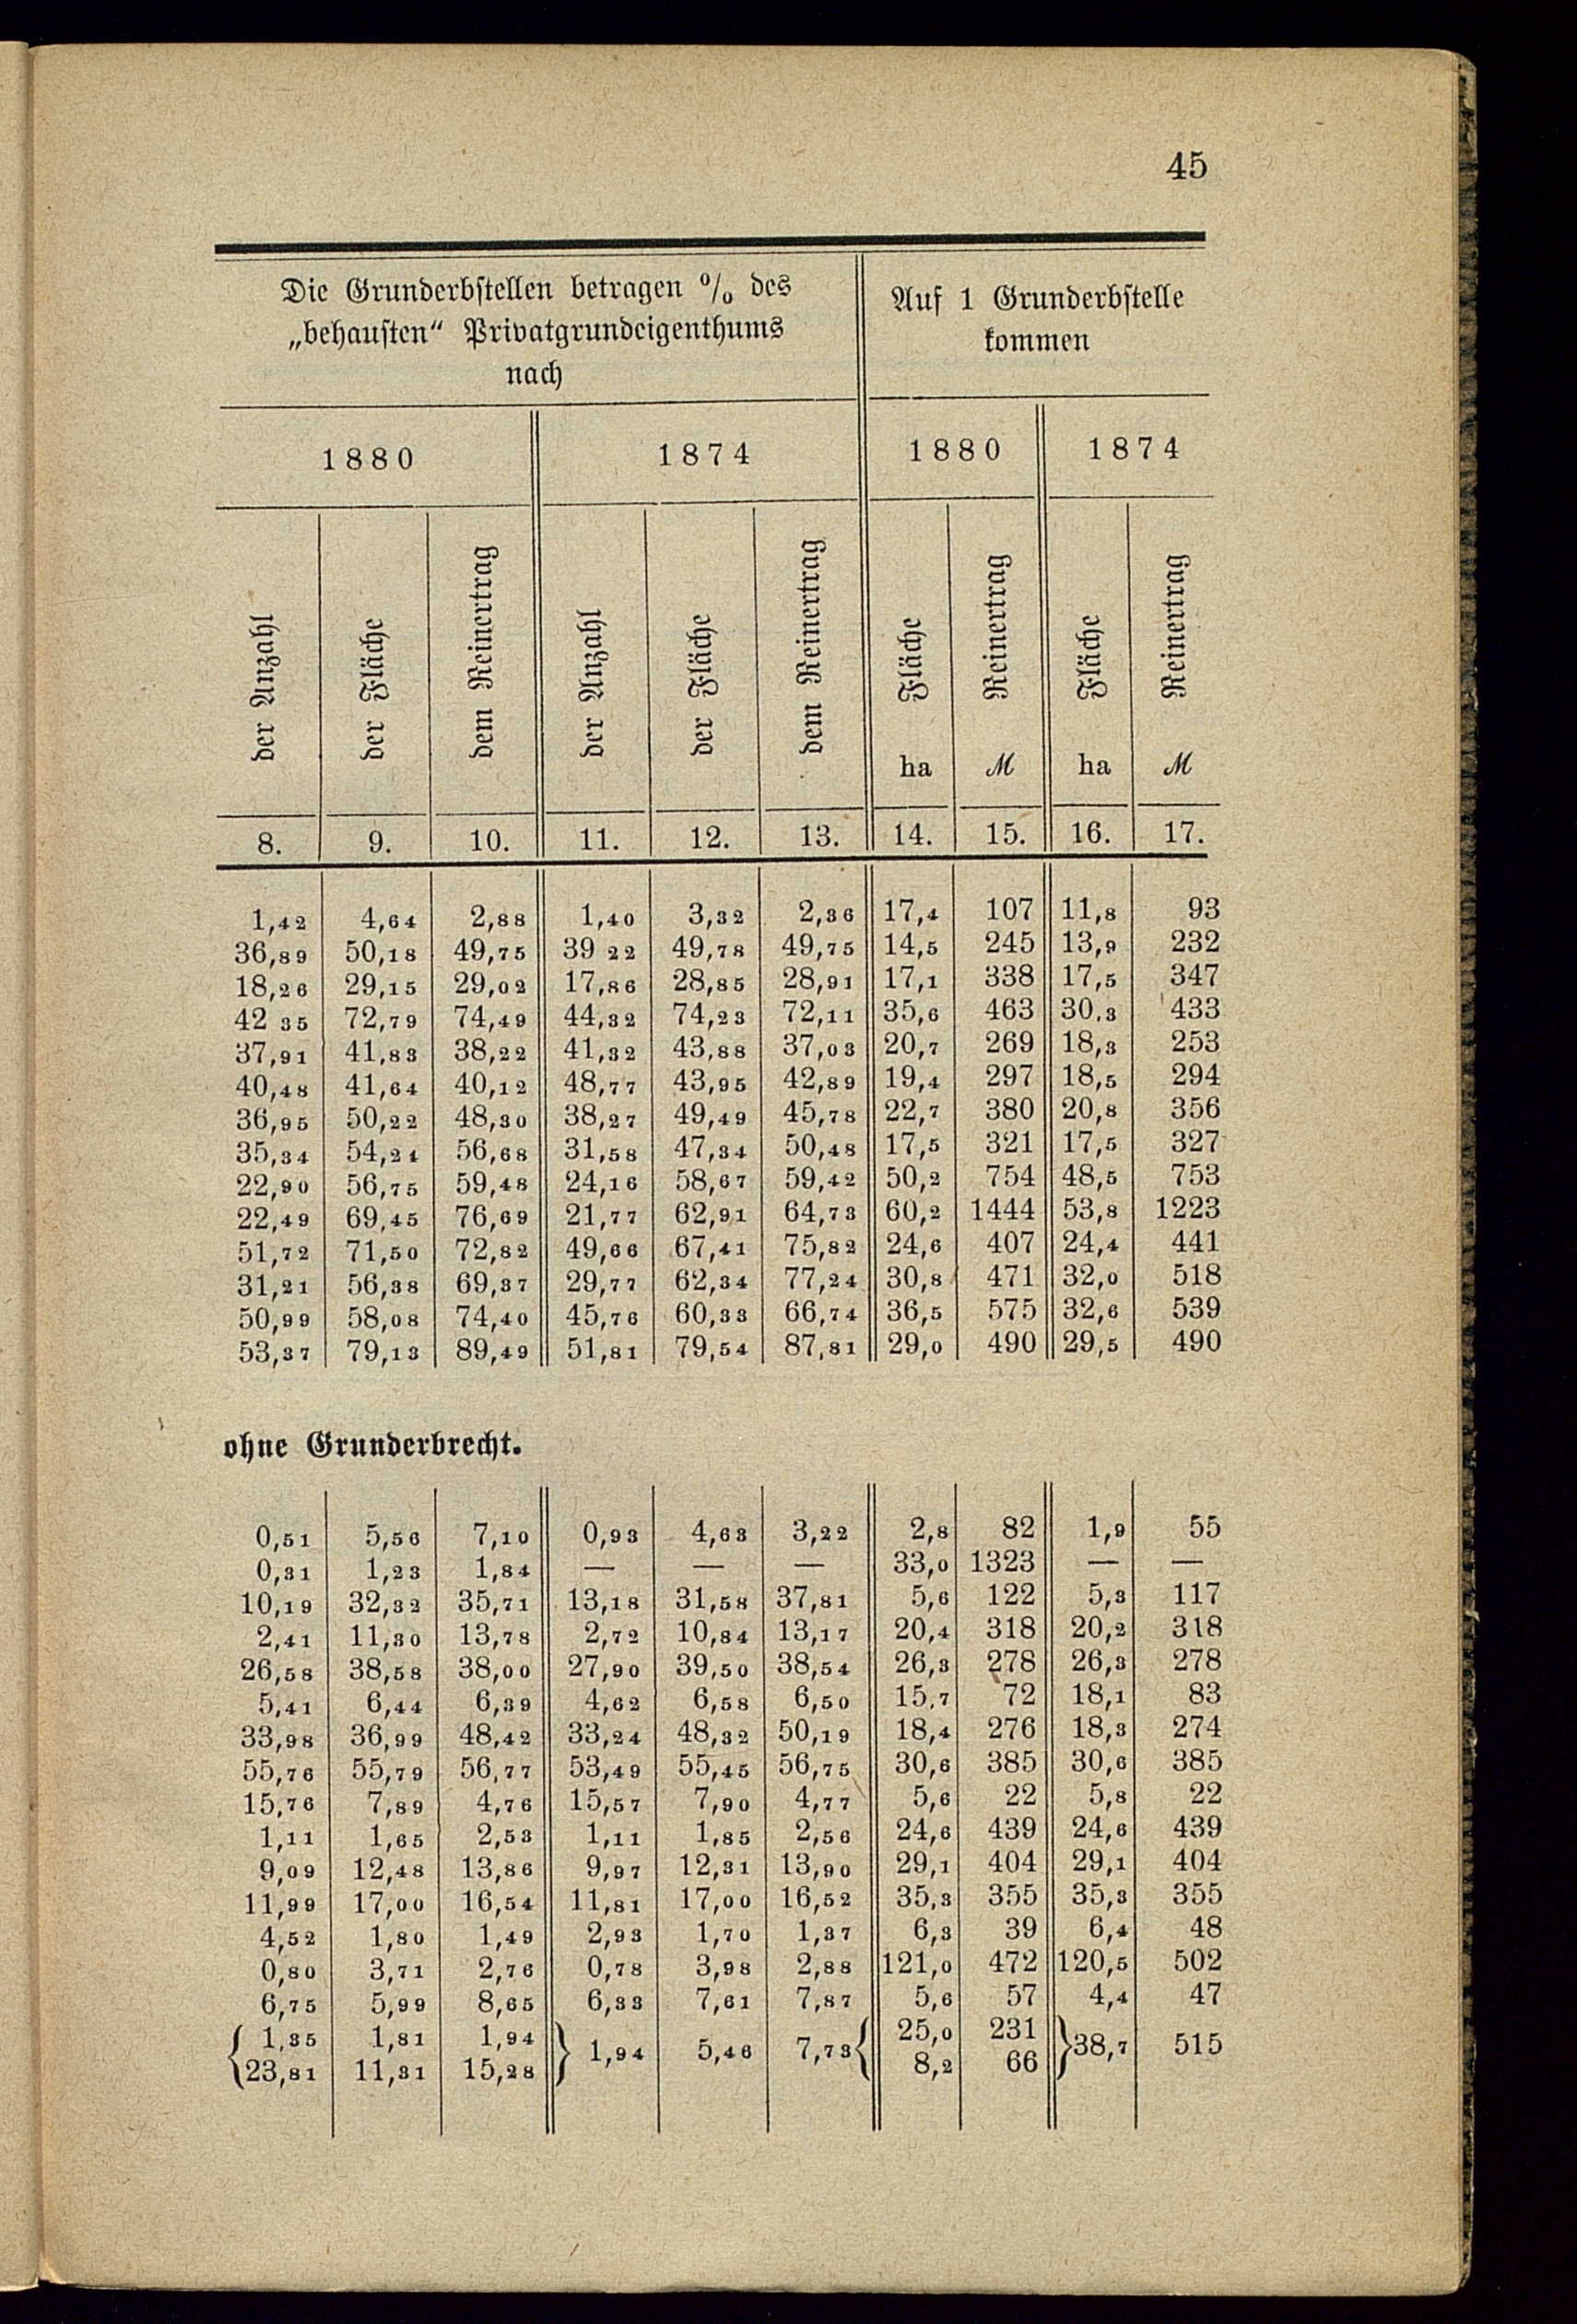 45
Die Grunderbstellen betragen % des
„behausten“ Privatgrundeigenthums
nach
Auf 1 Grunderbstelle
kommen
1880 1874 1880 1874
der Anzahl der Fläche dem Reinertrag der Anzahl der Fläche dem Reinertrag Fläche Reinertrag Fläche Reinertrag
ha ℳ ha ℳ
8. 9. 10. 11. 12. 13. 14. 15. 16. 17.
1,42 4,64 2,88 1,40 3,32 2,36 17,4 107 11,8 93
36,89 50,18 49,75 39 22 49,78 49,75 14,5 245 13,9 232
18,26 29,15 29,02 17,86 28,85 28,91 17,1 338 17,5 347
42 35 72,79 74,49 44,32 74,23 72,11 35,6 463 30,3 433
37,91 41,83 38,22 41,32 43,88 37,03 20,7 269 18,3 253
40,48 41,64 40,12 48,77 43,95 42,89 19,4 297 18,5 294
36,95 50,22 48,30 38,27 49,49 45,78 22,7 380 20,8 356
35,34 54,24 56,68 31,58 47,34 50,48 17,5 321 17,5 327
22,90 56,75 59,48 24,16 58,67 59,42 50,2 754 48,5 753
22,49 69,45 76,69 21,77 62,91 64,73 60,2 1444 53,8 1223
51,72 71,50 72,82 49,66 67,41 75,82 24,6 407 24,4 441
31,21 56,38 69,37 29,77 62,34 77,24 30,8 471 32,0 518
50,99 58,08 74,40 45,76 60,33 66,74 36,5 575 32,6 539
53,37 79,13 89,49 51,81 79,54 87,81 29,0 490 29,5 490
ohne Grunderbrecht.
0,51 5,56 7,10 0,93 4,63 3,22 2,8 82 1,9 55
0,31 1,23 1,84 — — — 33,0 1323 — —
10,19 32,32 35,71 13,18 31,58 37,81 5,6 122 5,3 117
2,41 11,30 13,78 2,72 10,84 13,17 20,4 318 20,2 318
26,58 38,58 38,00 27,90 39,50 38,54 26,3 278 26,3 278
5,41 6,44 6,39 4,62 6,58 6,50 15,7 72 18,1 83
33,98 36,99 48,42 33,24 48,32 50,19 18,4 276 18,3 274
55,76 55,79 56,77 53,49 55,45 56,75 30,6 385 30,6 385
15,76 7,89 4,76 15,57 7,90 4,77 5,6 22 5,8 22
1,11 1,65 2,53 1,11 1,85 2,56 24,6 439 24,6 439
9,09 12,48 13,86 9,97 12,31 13,90 29,1 404 29,1 404
11,99 17,00 16,54 11,81 17,00 16,52 35,3 355 35,3 355
4,52 1,80 1,49 2,93 1,70 1,37 6,3 39 6,4 48
0,80 3,71 2,76 0,78 3,98 2,88 121,0 472 120,5 502
6,75 5,99 8,65 6,33 7,61 7,87 5,6 57 4,4 47
1,35 1,81 1,94 25,0 231
1,94 5,46 7,73 38,7 515
23,81 11,31 15,28 8,2 66